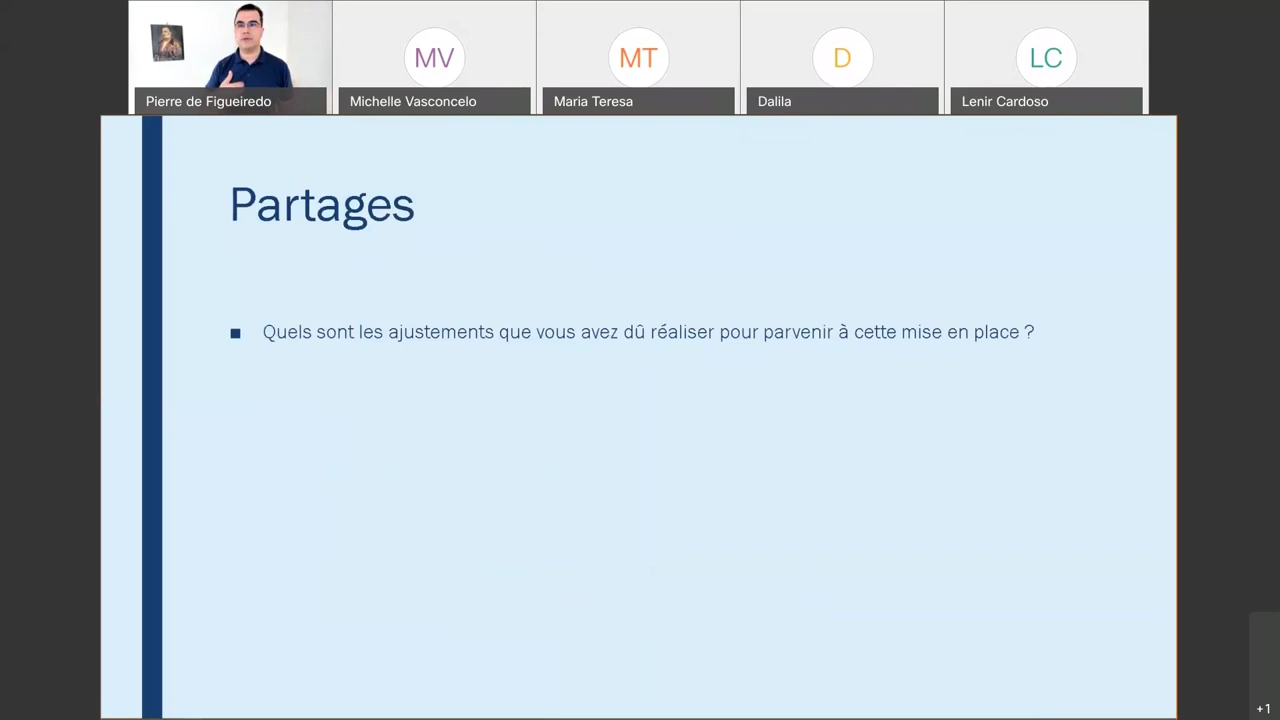 MV
MT
D
LC
Pierre de Figueiredo
Michelle Vasconcelo
Maria Teresa
Dalila
Lenir Cardoso
Partages
Quels sont les ajustements que vous avez dû réaliser pour parvenir à cette mise en place ?
+1